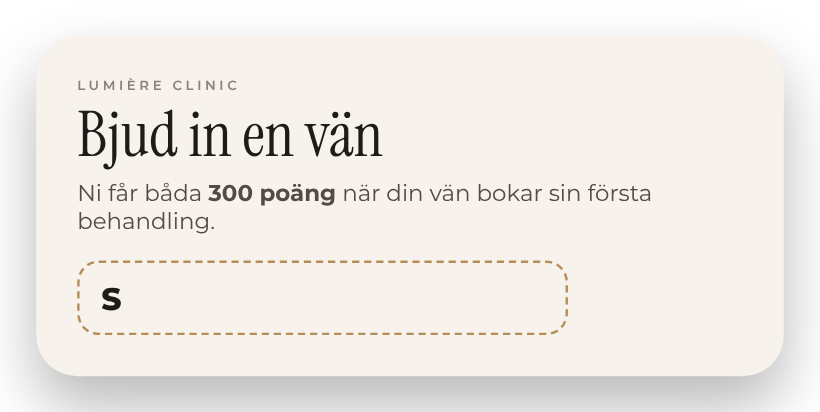 LUMIÈRE CLINIC
Bjud in en vän
Ni får båda 300 poäng när din vän bokar sin första
behandling.
S